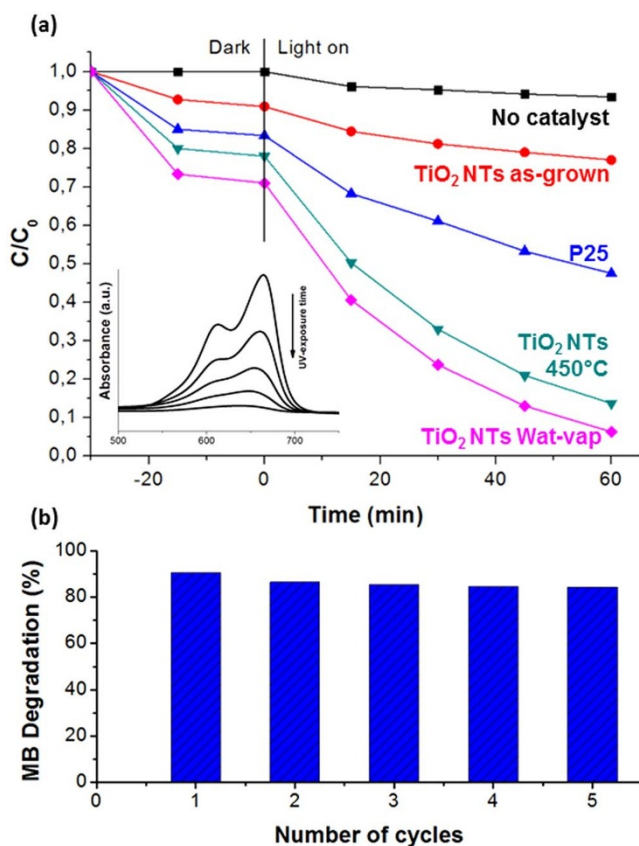 (a)
Dark Light on
1,0
0,9
0,8
0,7
0,6
0,5
0,4
0,3
0,2
0,1
0,0
C/C0
No catalyst
TiO2 NTs as-grown
P25
TiO2 NTs
450°C
TiO2 NTs Wat-vap
Absorbance (a.u.)
UV-exposure time
500 600 700
-20 0 20 40 60
Time (min)
(b)
100
80
60
40
20
0
MB Degradation (%)
0 1 2 3 4 5
Number of cycles